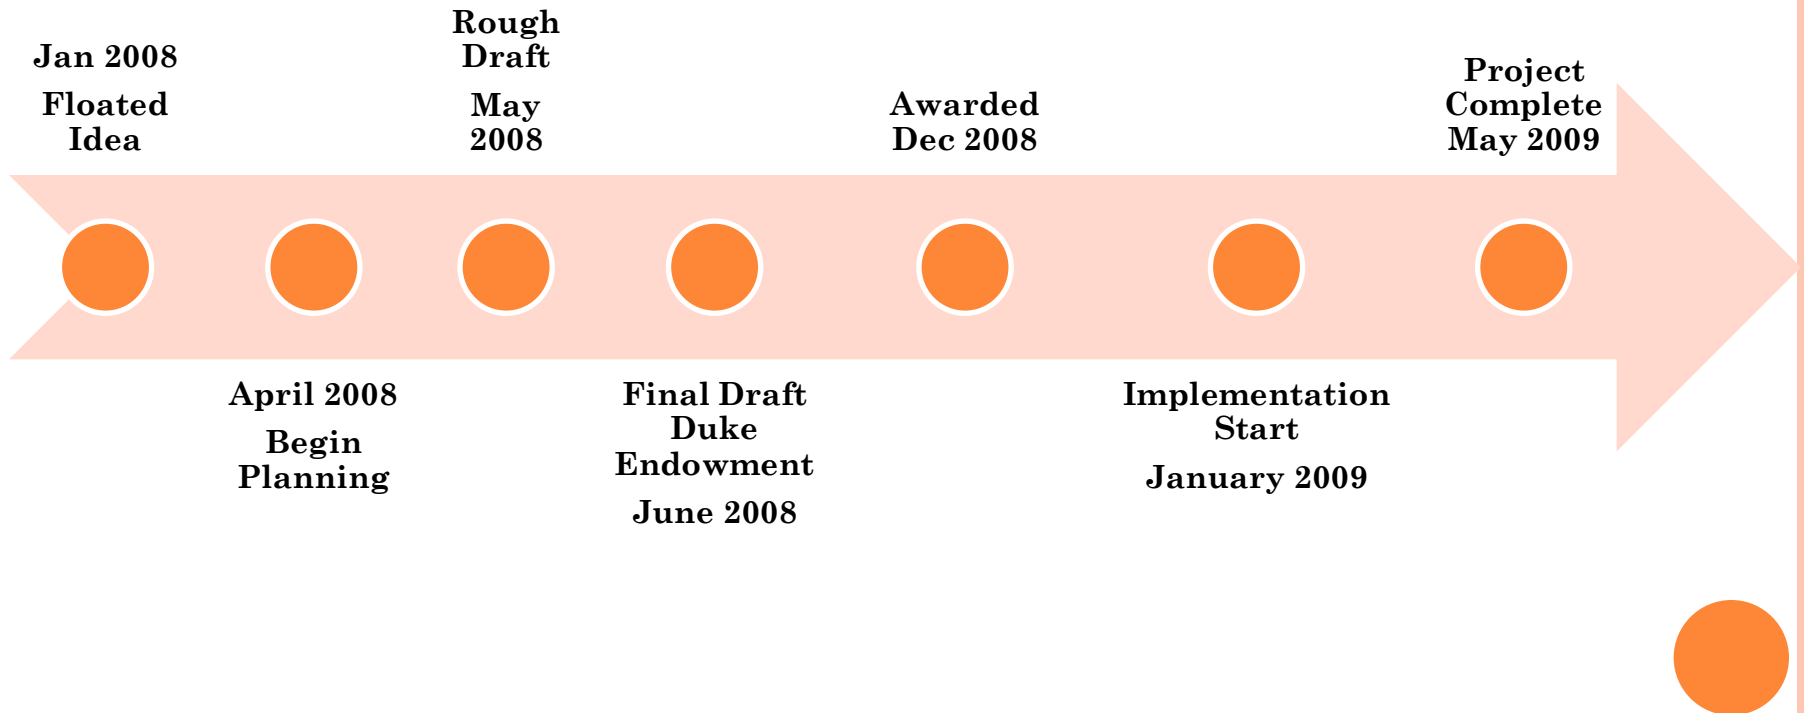 Jan 2008
Floated
Idea
April 2008
Begin
Planning
Rough
Draft
May
2008
Final Draft
Duke
Endowment
June 2008
Awarded
Dec 2008
Implementation
Start
January 2009
Project
Complete
May 2009